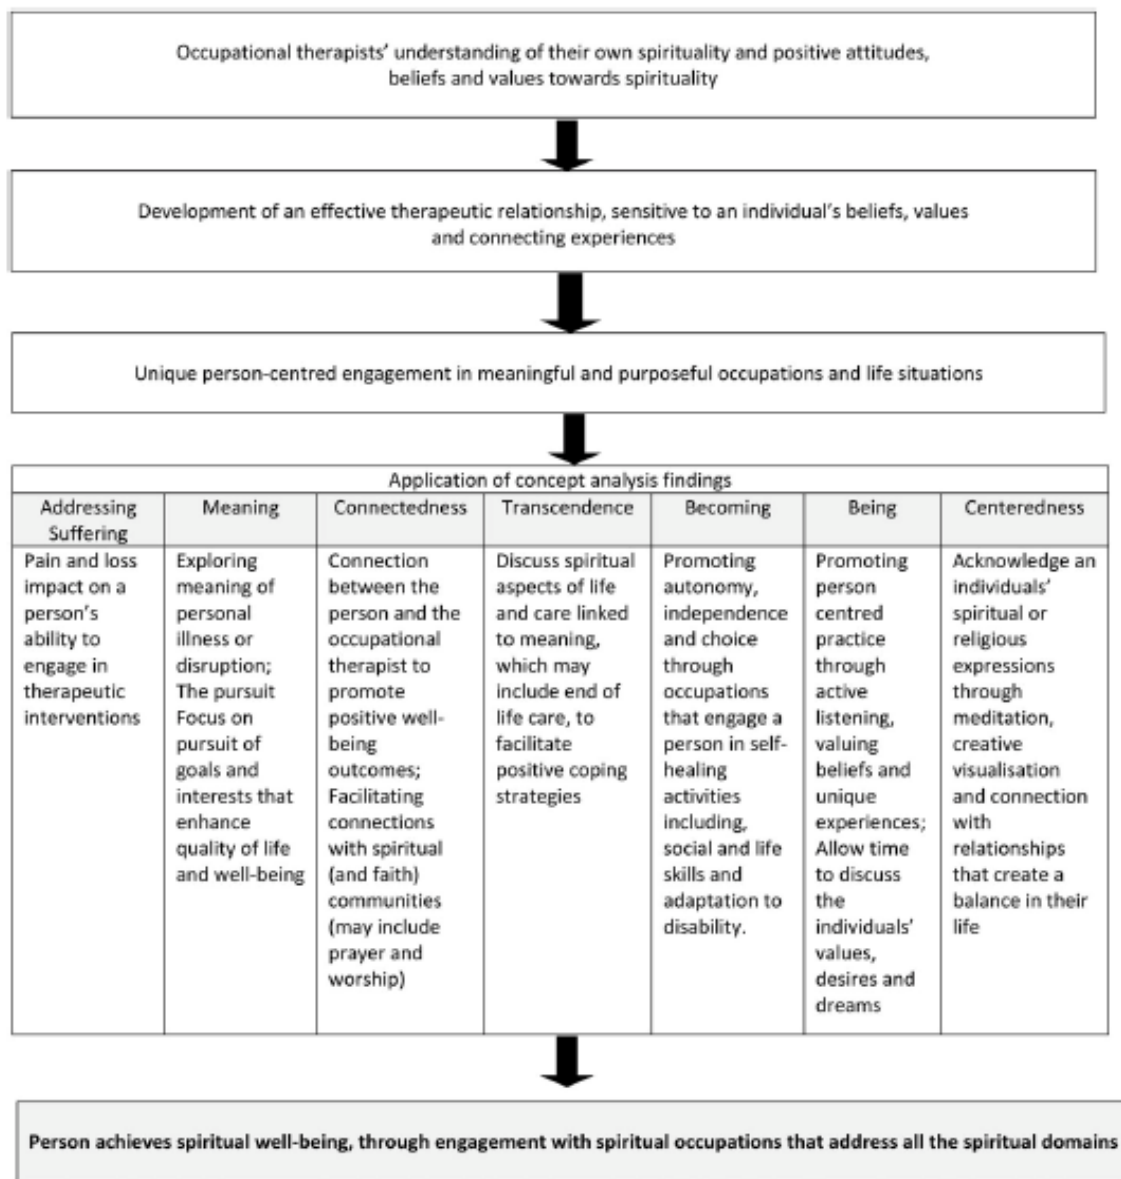 Occupational therapists' understanding of their own spirituality and positive attitudes,
beliefs and values towards spirituality
Development of an effective therapeutic relationship, sensitive to an individual's beliefs, values
and connecting experiences
Unique person-centred engagement in meaningful and purposeful occupations and life situations
Application of concept analysis findings
Addressing
Suffering
Pain and loss
impact on a
person's
ability to
engage in
therapeutic
interventions
Meaning
Exploring
meaning of
personal
illness or
disruption;
The pursuit
Focus on
pursuit of
goals and
interests that
enhance
quality of life
and well-being
Connectedness
Connection
between the
person and the
occupational
therapist to
promote
positive well-
being
outcomes;
Facilitating
connections
with spiritual
(and faith)
communities
(may include
prayer and
worship)
Transcendence
Discuss spiritual
aspects of life
and care linked
to meaning,
which may
include end of
life care, to
facilitate
positive coping
strategies
Becoming
Promoting
autonomy,
independence
and choice
through
occupations
that engage a
person in self-
healing
activities
including,
social and life
skills and
adaptation to
disability.
Being
Promoting
person
centred
practice
through
active
listening,
valuing
beliefs and
unique
experiences;
Allow time
to discuss
the
individuals'
values,
desires and
dreams
Centeredness
Acknowledge an
individuals'
spiritual or
religious
expressions
through
meditation,
creative
visualisation
and connection
with
relationships
that create a
balance in their
life
Person achieves spiritual well-being, through engagement with spiritual occupations that address all the spiritual domains